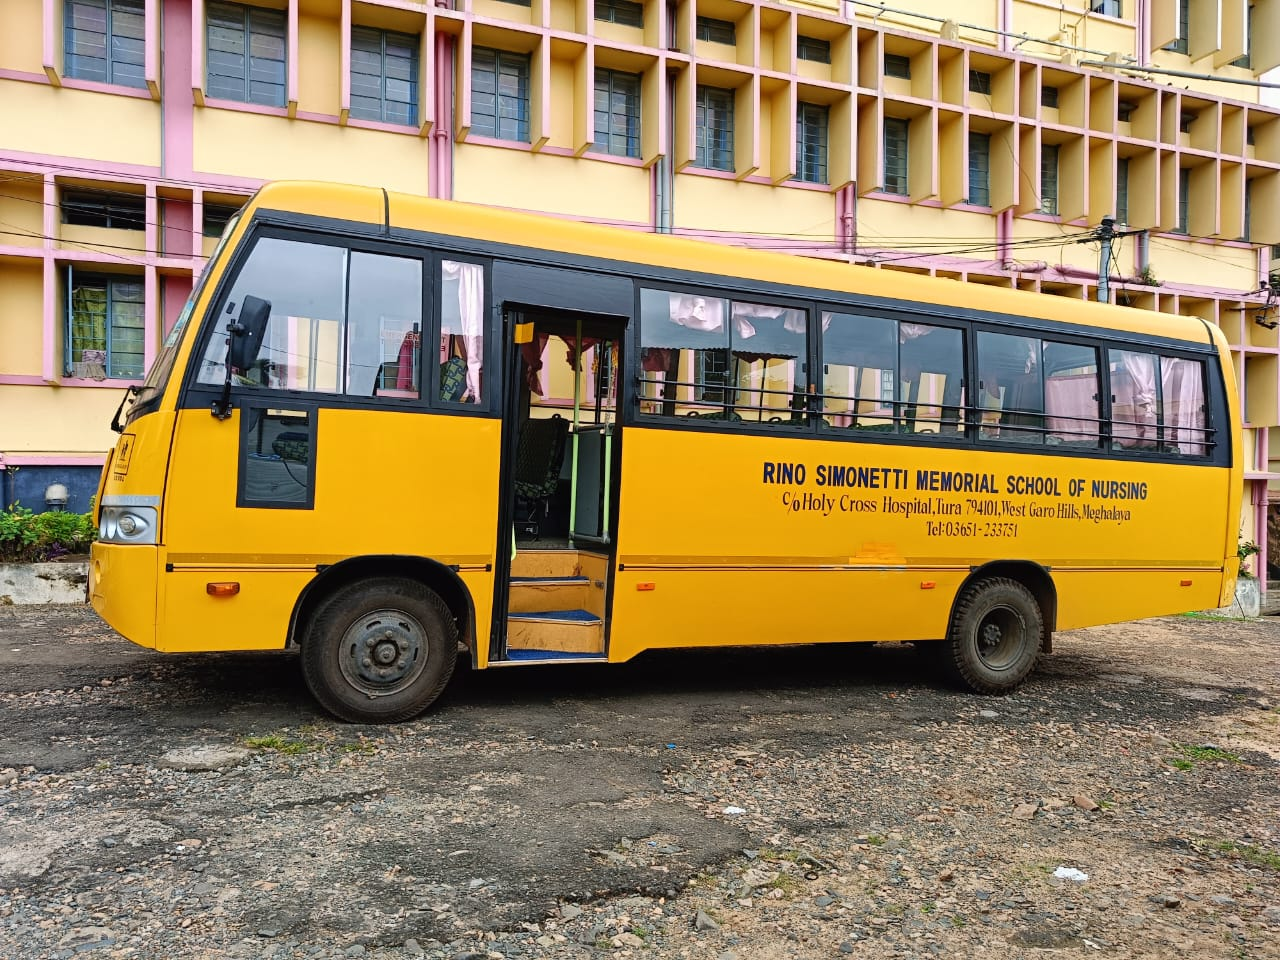 RINO SIMONETTI MEMORIAL SCHOOL OF NURSING
C/o Holy Cross Hospital, Tura 794101, West Garo Hills, Meghalaya
Tel: 03651-233751